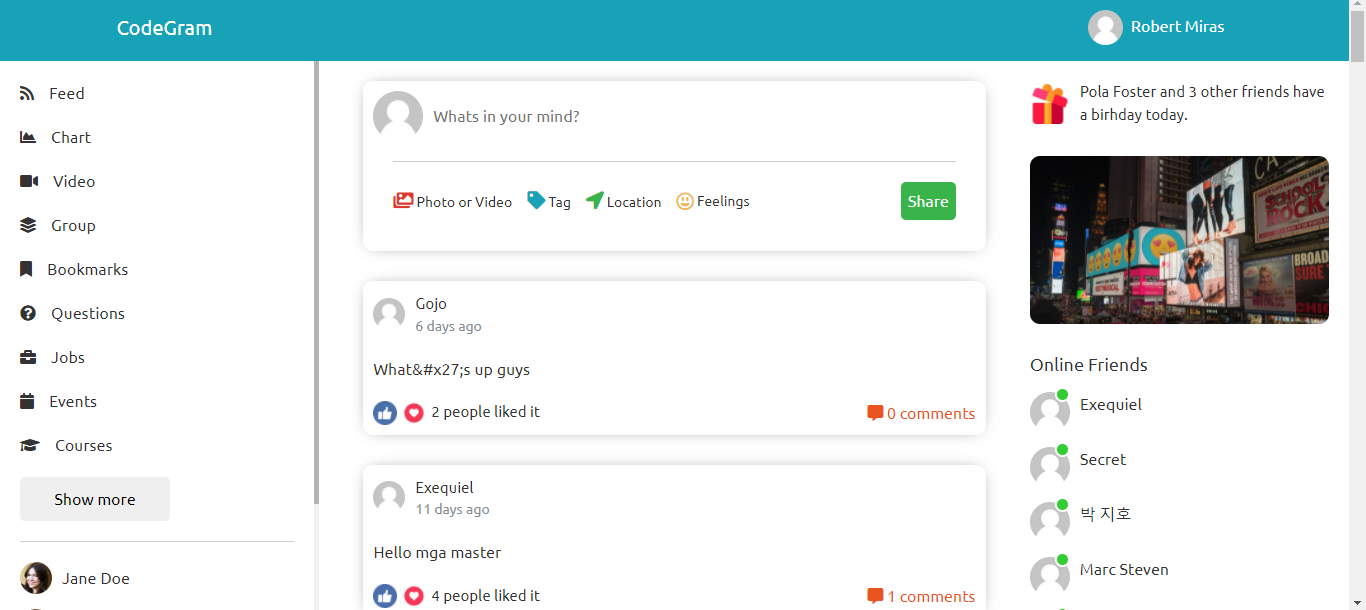 CodeGram
Robert Miras
Feed
Chart
Video
Group
Bookmarks
Questions
Jobs
Events
Courses
Show more
Jane Doe
Whats in your mind?
Photo or Video
Tag
Location
Feelings
Share
Gojo
6 days ago
What&#x27;s up guys
2 people liked it
0 comments
Exequiel
11 days ago
Hello mga master
4 people liked it
1 comments
Pola Foster and 3 other friends have
a birhday today.
SCHOOL
ROCK
BROAD
SURE
Online Friends
Exequiel
Secret
박 지호
Marc Steven